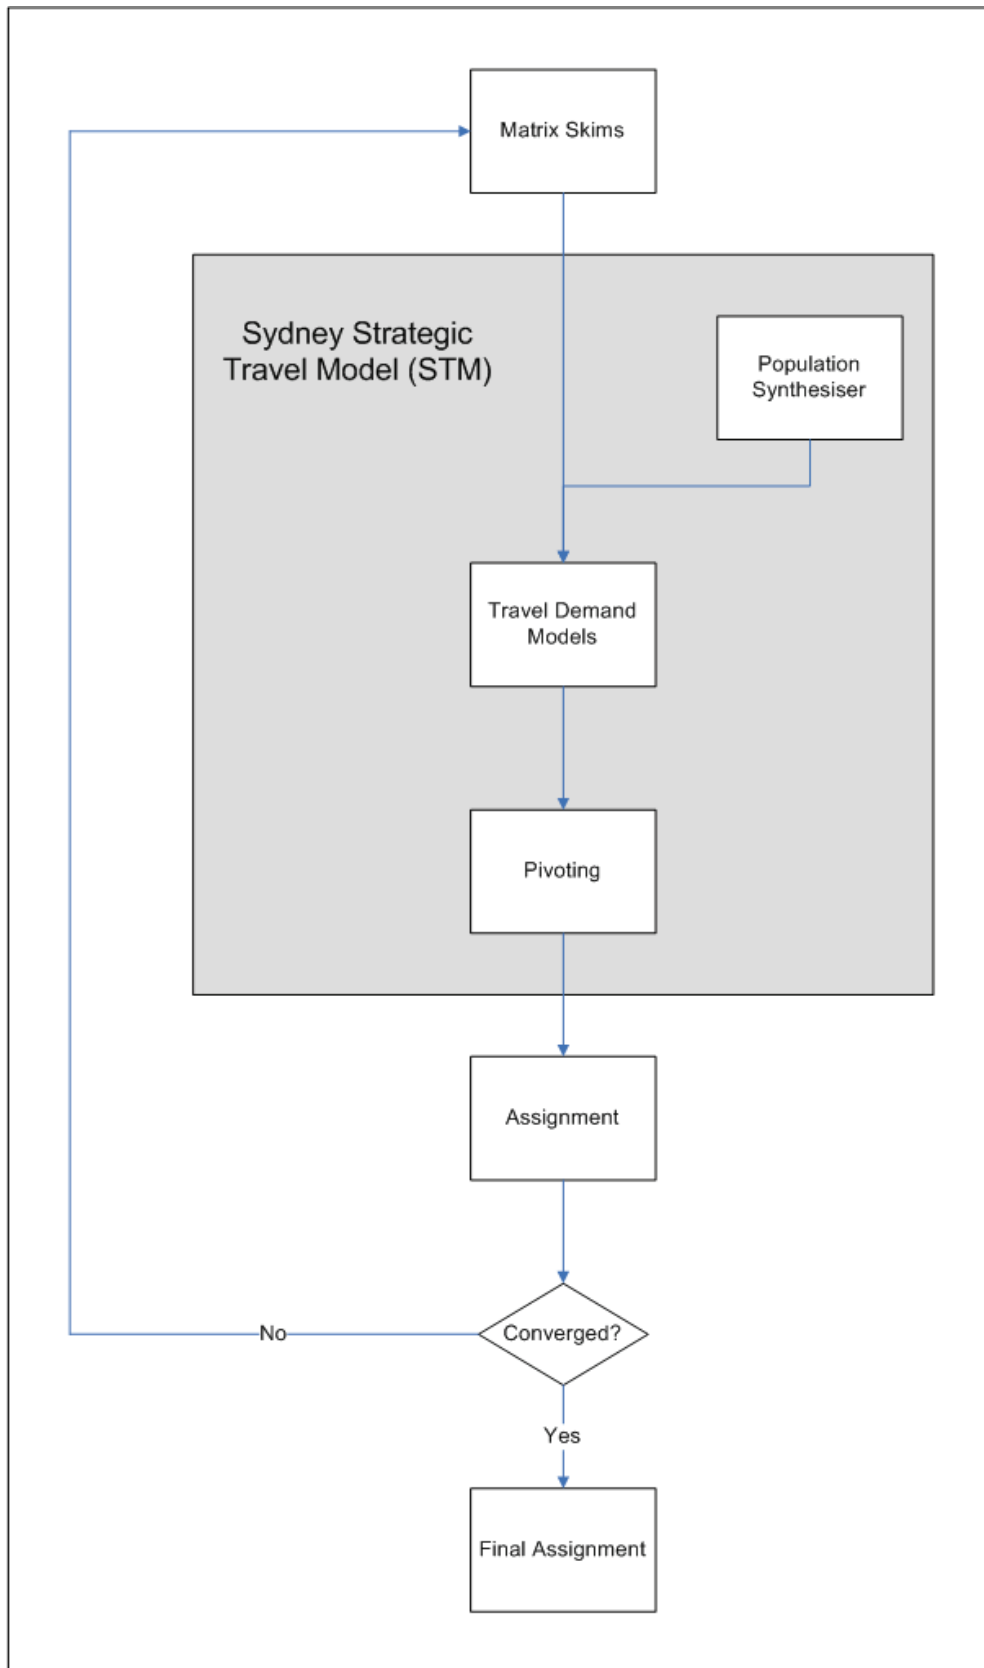 Matrix Skims
Sydney Strategic
Travel Model (STM)
Population
Synthesiser
Travel Demand
Models
Pivoting
Assignment
Converged?
No
Yes
Final Assignment